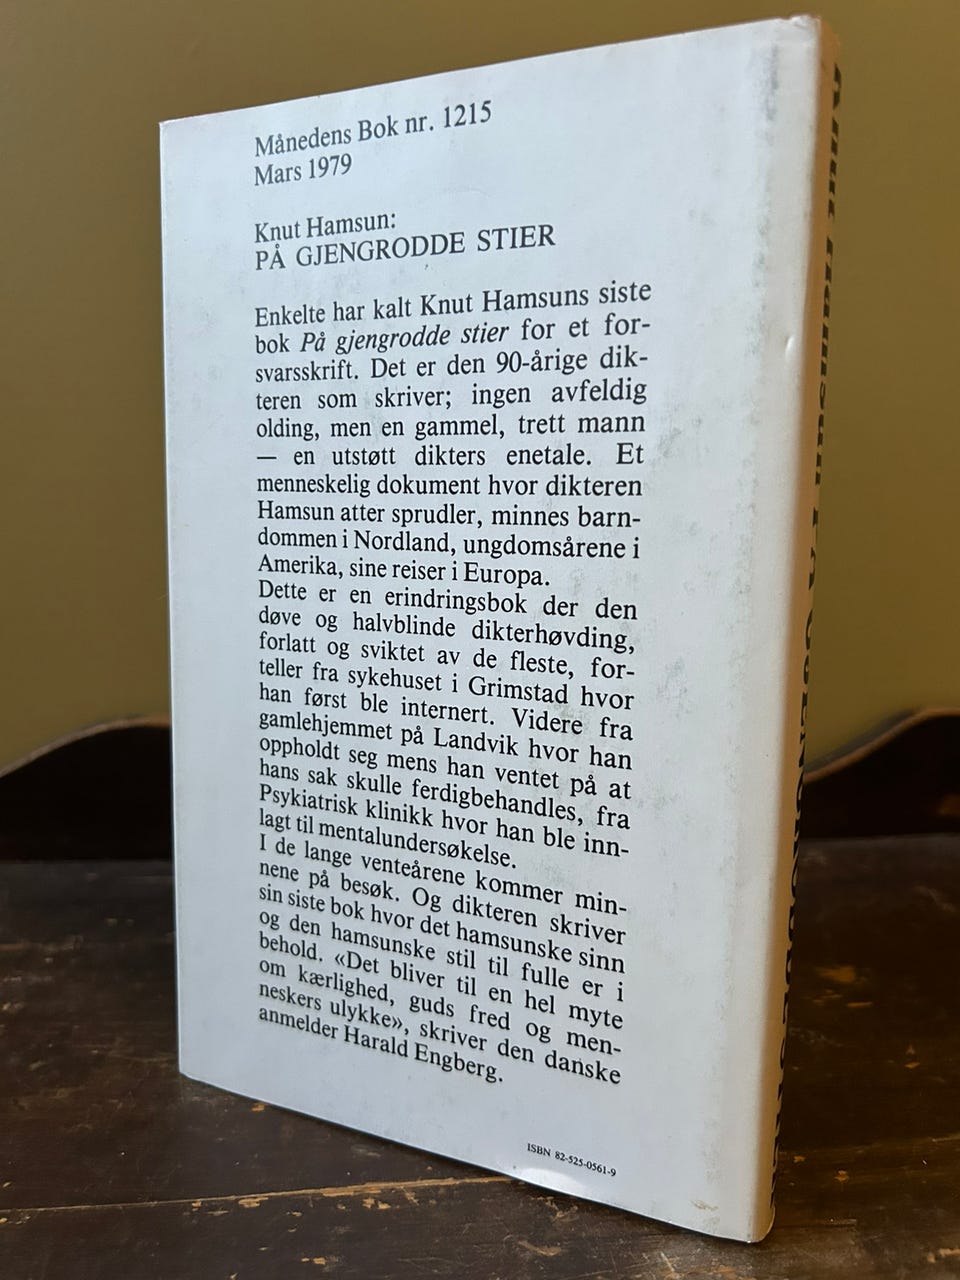 Månedens Bok nr. 1215
Mars 1979
Knut Hamsun:
PÅ GJENGRODDE STIER
Enkelte har kalt Knut Hamsuns siste
bok På gjengrodde stier for et for-
svarsskrift. Det er den 90-årige dik-
teren som skriver; ingen avfeldig
olding, men en gammel, trett mann
— en utstøtt dikters enetale. Et
menneskelig dokument hvor dikteren
Hamsun atter sprudler, minnes barn-
dommen i Nordland, ungdomsårene i
Amerika, sine reiser i Europa.
Dette er en erindringsbok der den
døve og halvblinde dikterhøvding,
forlatt og sviktet av de fleste, for-
teller fra sykehuset i Grimstad hvor
han først ble internert. Videre fra
gamlehjemmet på Landvik hvor han
oppholdt seg mens han ventet på at
hans sak skulle ferdigbehandles, fra
Psykiatrisk klinikk hvor han ble inn-
lagt til mentalundersøkelse.
I de lange venteårene kommer min-
nene på besøk. Og dikteren skriver
sin siste bok hvor det hamsunske sinn
og den hamsunske stil til fulle er i
behold. «Det bliver til en hel myte
om kærlighed, guds fred og men-
neskers ulykke», skriver den danske
anmelder Harald Engberg.
ISBN 82-525-0561-9
Knut Hamsun PÅ GJENGRODDE STIER